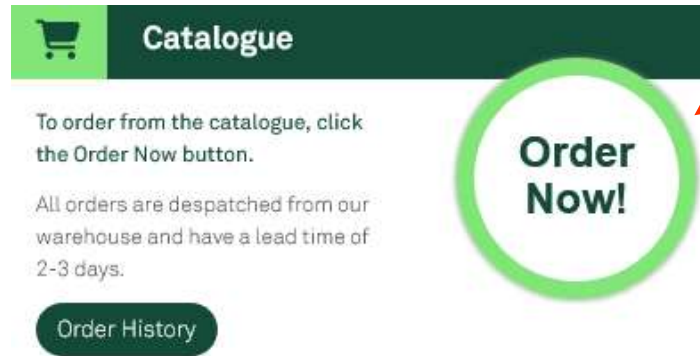 Catalogue
To order from the catalogue, click
the Order Now button.
All orders are despatched from our
warehouse and have a lead time of
2-3 days.
Order History
Order
Now!